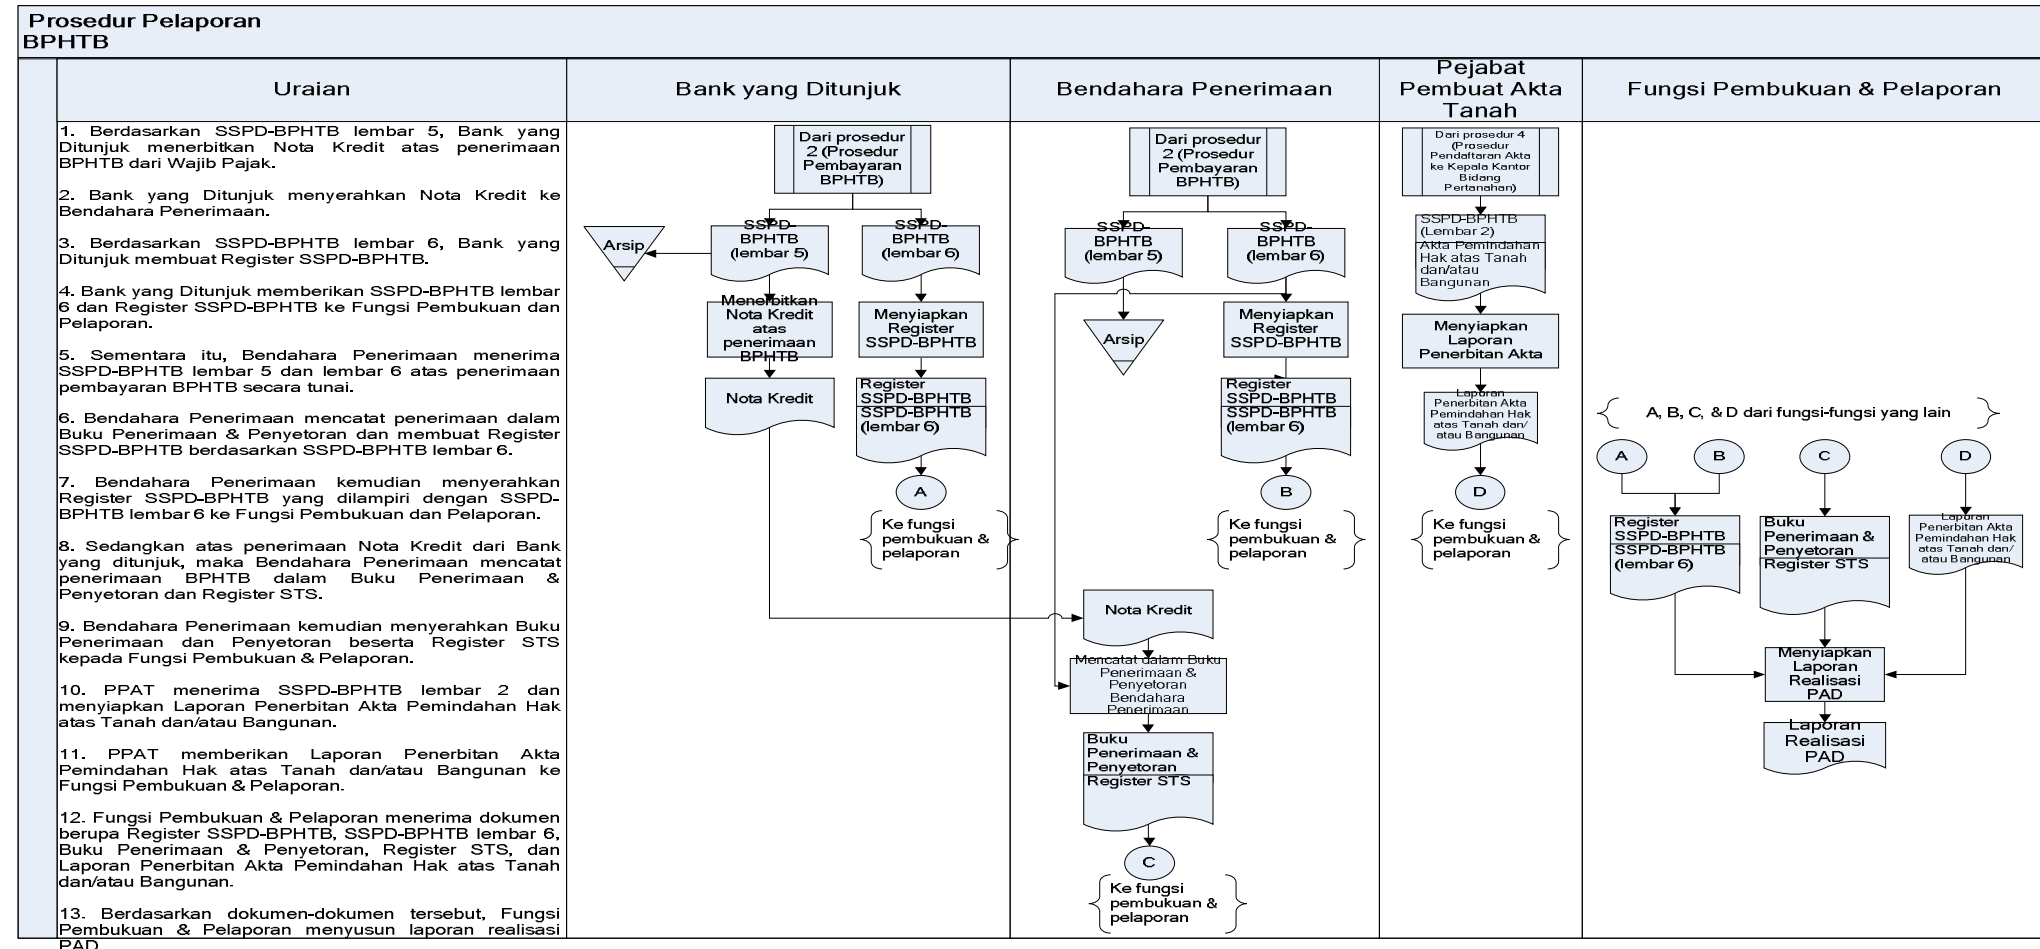 Prosedur Pelaporan
BPHTB
Uraian
Bank yang Ditunjuk
Bendahara Penerimaan
Pejabat
Pembuat Akta
Tanah
Fungsi Pembukuan & Pelaporan
1. Berdasarkan SSPD-BPHTB lembar 5, Bank yang
Ditunjuk menerbitkan Nota Kredit atas penerimaan
BPHTB dari Wajib Pajak.
2. Bank yang Ditunjuk menyerahkan Nota Kredit ke
Bendahara Penerimaan.
3. Berdasarkan SSPD-BPHTB lembar 6, Bank yang
Ditunjuk membuat Register SSPD-BPHTB.
4. Bank yang Ditunjuk memberikan SSPD-BPHTB lembar
6 dan Register SSPD-BPHTB ke Fungsi Pembukuan dan
Pelaporan.
5. Sementara itu, Bendahara Penerimaan menerima
SSPD-BPHTB lembar 5 dan lembar 6 atas penerimaan
pembayaran BPHTB secara tunai.
6. Bendahara Penerimaan mencatat penerimaan dalam
Buku Penerimaan & Penyetoran dan membuat Register
SSPD-BPHTB berdasarkan SSPD-BPHTB lembar 6.
7. Bendahara Penerimaan kemudian menyerahkan
Register SSPD-BPHTB yang dilampiri dengan SSPD-
BPHTB lembar 6 ke Fungsi Pembukuan dan Pelaporan.
8. Sedangkan atas penerimaan Nota Kredit dari Bank
yang ditunjuk, maka Bendahara Penerimaan mencatat
penerimaan BPHTB dalam Buku Penerimaan &
Penyetoran dan Register STS.
9. Bendahara Penerimaan kemudian menyerahkan Buku
Penerimaan dan Penyetoran beserta Register STS
kepada Fungsi Pembukuan & Pelaporan.
10. PPAT menerima SSPD-BPHTB lembar 2 dan
menyiapkan Laporan Penerbitan Akta Pemindahan Hak
atas Tanah dan/atau Bangunan.
11. PPAT memberikan Laporan Penerbitan Akta
Pemindahan Hak atas Tanah dan/atau Bangunan ke
Fungsi Pembukuan & Pelaporan.
12. Fungsi Pembukuan & Pelaporan menerima dokumen
berupa Register SSPD-BPHTB, SSPD-BPHTB lembar 6,
Buku Penerimaan & Penyetoran, Register STS, dan
Laporan Penerbitan Akta Pemindahan Hak atas Tanah
dan/atau Bangunan.
13. Berdasarkan dokumen-dokumen tersebut, Fungsi
Pembukuan & Pelaporan menyusun laporan realisasi
PAD
Dari prosedur
2 (Prosedur
Pembayaran
BPHTB)
Arsip
SSPD-
BPHTB
(lembar 5)
SSPD-
BPHTB
(lembar 6)
Menerbitkan
Nota Kredit
atas
penerimaan
BPHTB
Menyiapkan
Register
SSPD-BPHTB
Nota Kredit
Register
SSPD-BPHTB
SSPD-BPHTB
(lembar 6)
A
Ke fungsi
pembukuan &
pelaporan
Dari prosedur
2 (Prosedur
Pembayaran
BPHTB)
SSPD-
BPHTB
(lembar 5)
SSPD-
BPHTB
(lembar 6)
Arsip
Menyiapkan
Register
SSPD-BPHTB
Register
SSPD-BPHTB
SSPD-BPHTB
(lembar 6)
B
Ke fungsi
pembukuan &
pelaporan
Nota Kredit
Mencatat dalam Buku
Penerimaan &
Penyetoran
Bendahara
Penerimaan
Buku
Penerimaan &
Penyetoran
Register STS
C
Ke fungsi
pembukuan &
pelaporan
Dari prosedur 4
(Prosedur
Pendaftaran Akta
ke Kepala Kantor
Bidang
Pertanahan)
SSPD-BPHTB
(Lembar 2)
Akta Pemindahan
Hak atas Tanah
dan/atau
Bangunan
Menyiapkan
Laporan
Penerbitan Akta
Laporan
Penerbitan Akta
Pemindahan Hak
atas Tanah dan/
atau Bangunan
D
Ke fungsi
pembukuan &
pelaporan
A, B, C, & D dari fungsi-fungsi yang lain
A
B
C
D
Register
SSPD-BPHTB
SSPD-BPHTB
(lembar 6)
Buku
Penerimaan &
Penyetoran
Register STS
Laporan
Penerbitan Akta
Pemindahan Hak
atas Tanah dan/
atau Bangunan
Menyiapkan
Laporan
Realisasi
PAD
Laporan
Realisasi
PAD